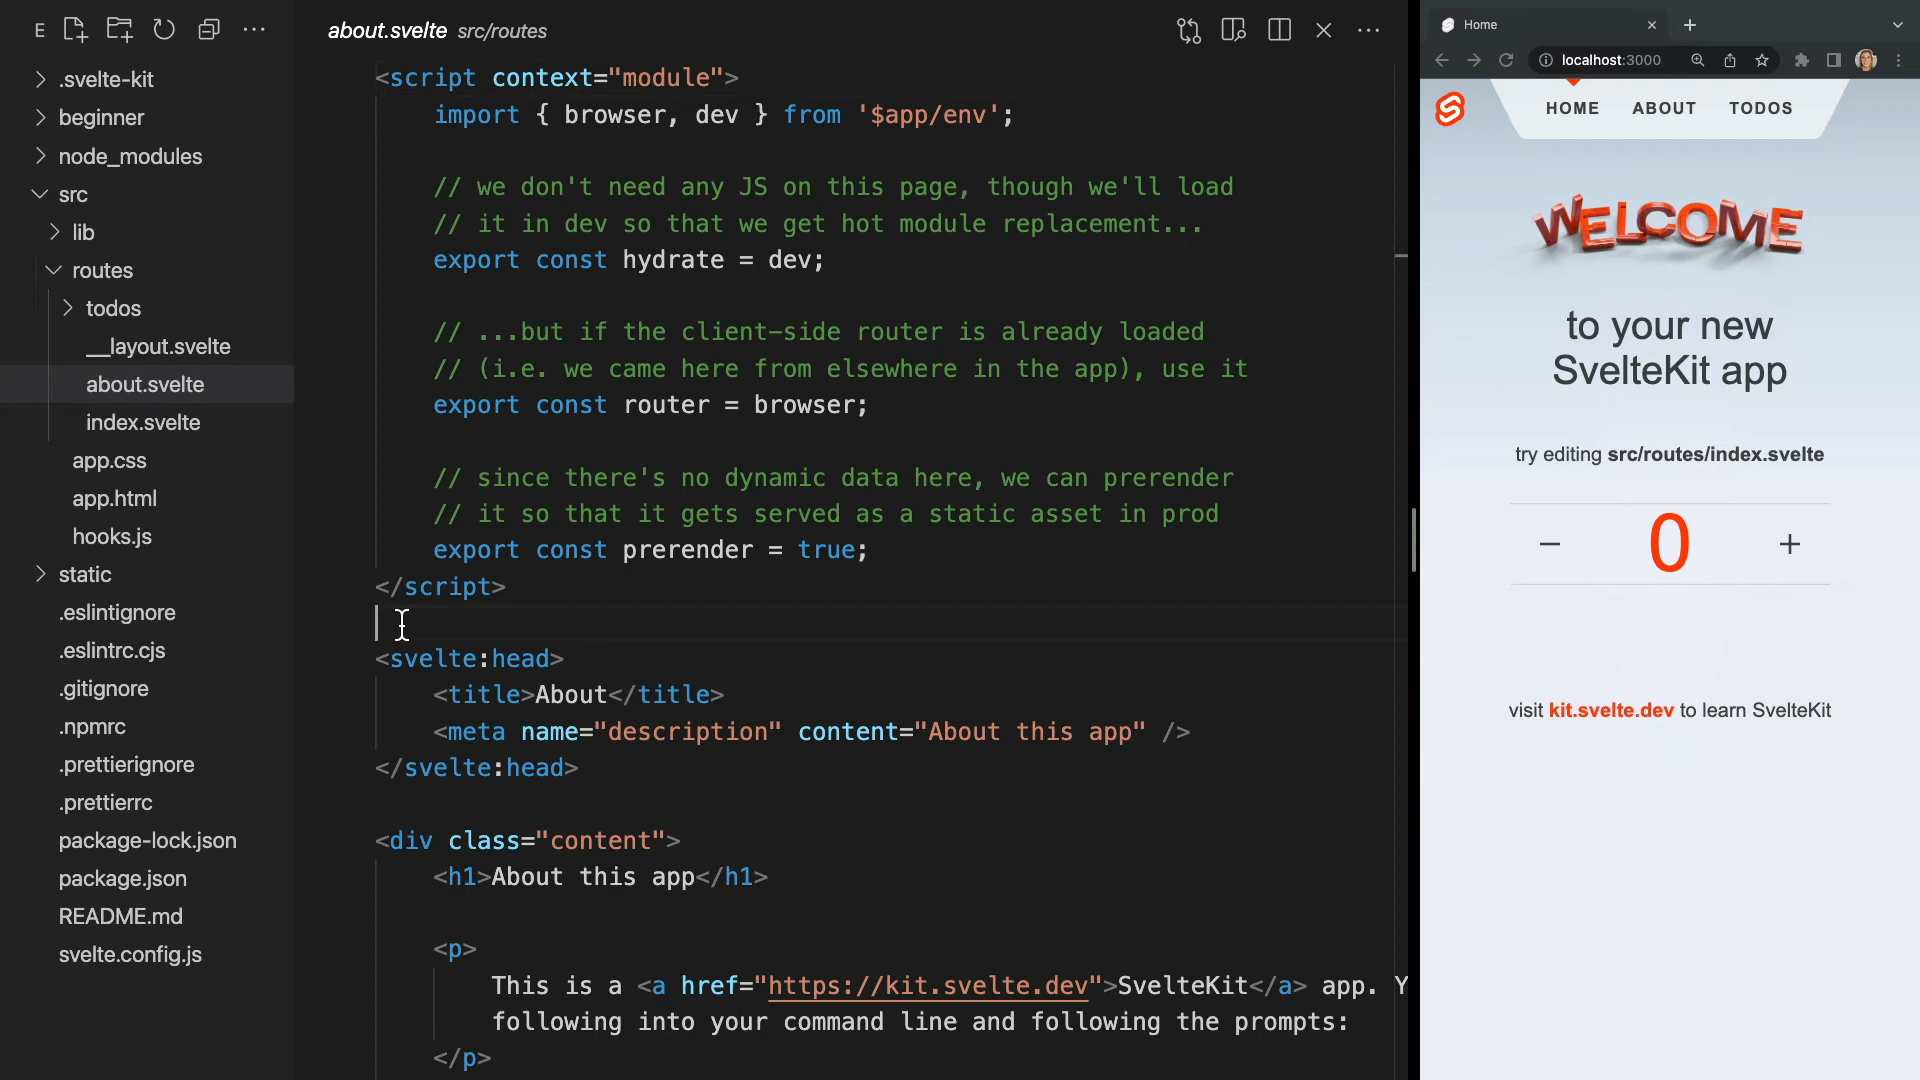 E
about.svelte src/routes
.svelte-kit
beginner
node_modules
src
lib
routes
todos
__layout.svelte
about.svelte
index.svelte
app.css
app.html
hooks.js
static
.eslintignore
.eslintrc.cjs
.gitignore
.npmrc
.prettierignore
.prettierrc
package-lock.json
package.json
README.md
svelte.config.js
<script context="module">
import { browser, dev } from '$app/env';
// we don't need any JS on this page, though we'll load
// it in dev so that we get hot module replacement...
export const hydrate = dev;
// ...but if the client-side router is already loaded
// (i.e. we came here from elsewhere in the app), use it
export const router = browser;
// since there's no dynamic data here, we can prerender
// it so that it gets served as a static asset in prod
export const prerender = true;
</script>
<svelte:head>
<title>About</title>
<meta name="description" content="About this app" />
</svelte:head>
<div class="content">
<h1>About this app</h1>
<p>
This is a <a href="https://kit.svelte.dev">SvelteKit</a> app. Y
following into your command line and following the prompts:
</p>
Home
localhost:3000
HOME ABOUT TODOS
WELCOME
to your new
SvelteKit app
try editing src/routes/index.svelte
− 0 +
visit kit.svelte.dev to learn SvelteKit